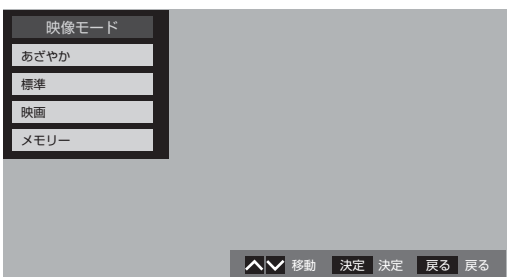 映像モード
あざやか
標準
映画
メモリー
移動 決定 決定 戻る 戻る